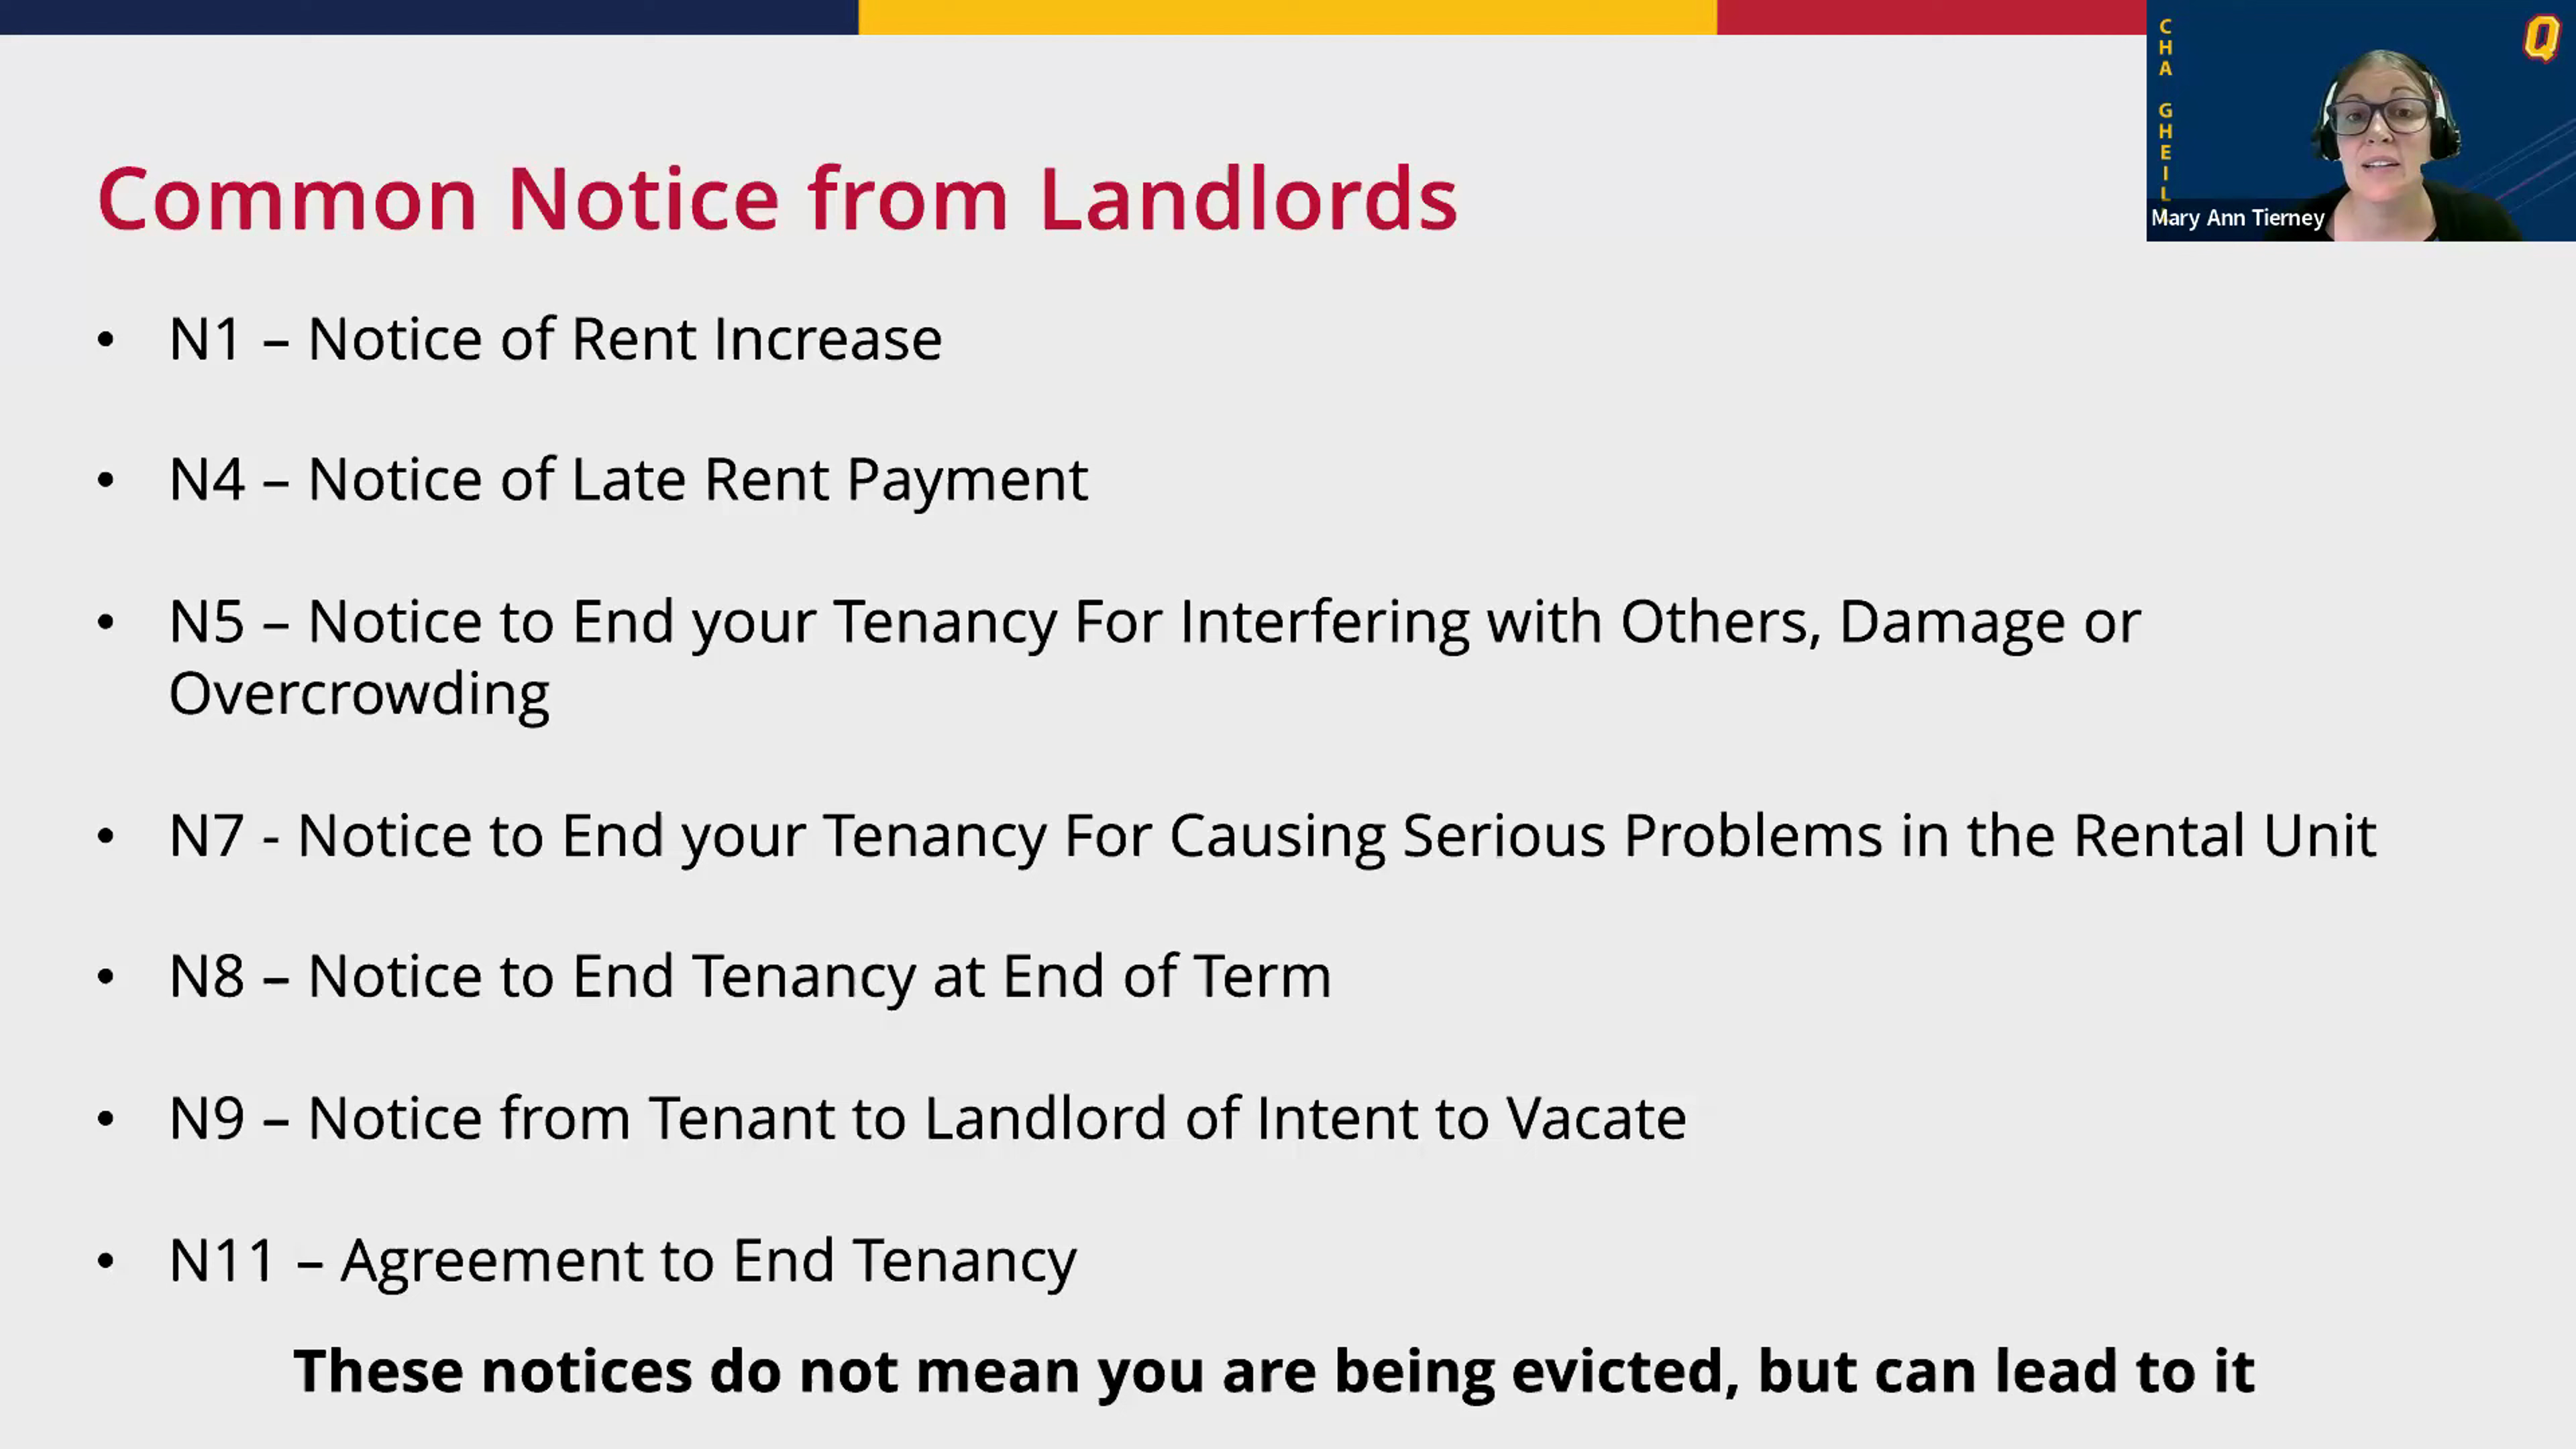 Common Notice from Landlords
• N1 – Notice of Rent Increase
• N4 – Notice of Late Rent Payment
• N5 – Notice to End your Tenancy For Interfering with Others, Damage or
Overcrowding
• N7 - Notice to End your Tenancy For Causing Serious Problems in the Rental Unit
• N8 – Notice to End Tenancy at End of Term
• N9 – Notice from Tenant to Landlord of Intent to Vacate
• N11 – Agreement to End Tenancy
These notices do not mean you are being evicted, but can lead to it
CHA GHEIL
Q
Mary Ann Tierney